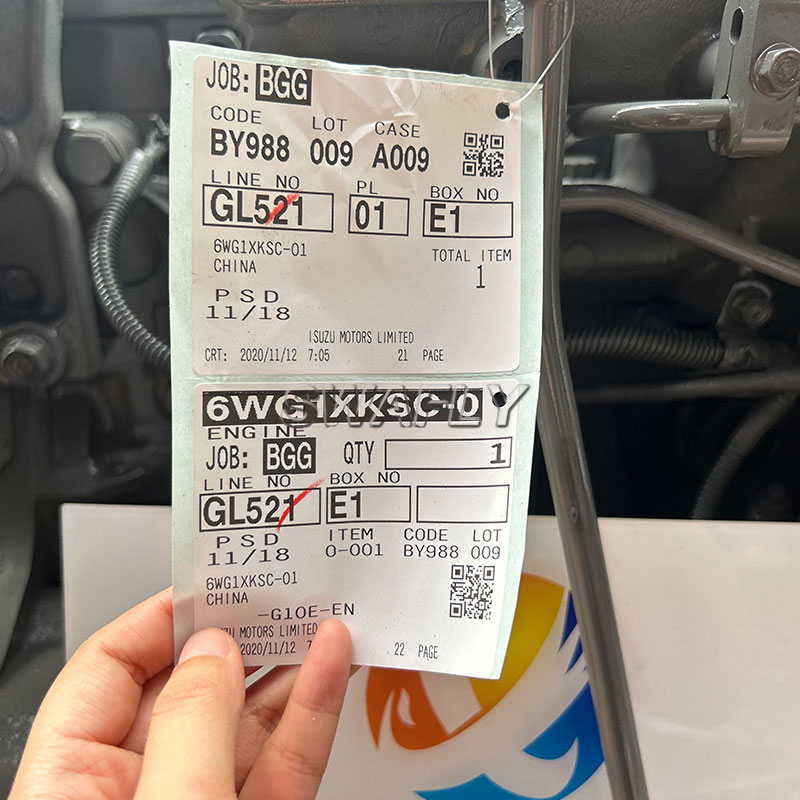 JOB: BGG
CODE LOT CASE
BY988 009 A009
LINE NO PL BOX NO
GL521 01 E1
6WG1XKSC-01
CHINA
TOTAL ITEM
1
PSD
11/18
ISUZU MOTORS LIMITED
CRT: 2020/11/12 7:05 21 PAGE
6WG1XKSC-0
ENGINE
JOB: BGG QTY 1
LINE NO BOX NO
GL521 E1
PSD ITEM CODE LOT
11/18 0-001 BY988 009
6WG1XKSC-01
CHINA
-G10E-EN
MOTORS LIMITED
2020/11/12 22 PAGE